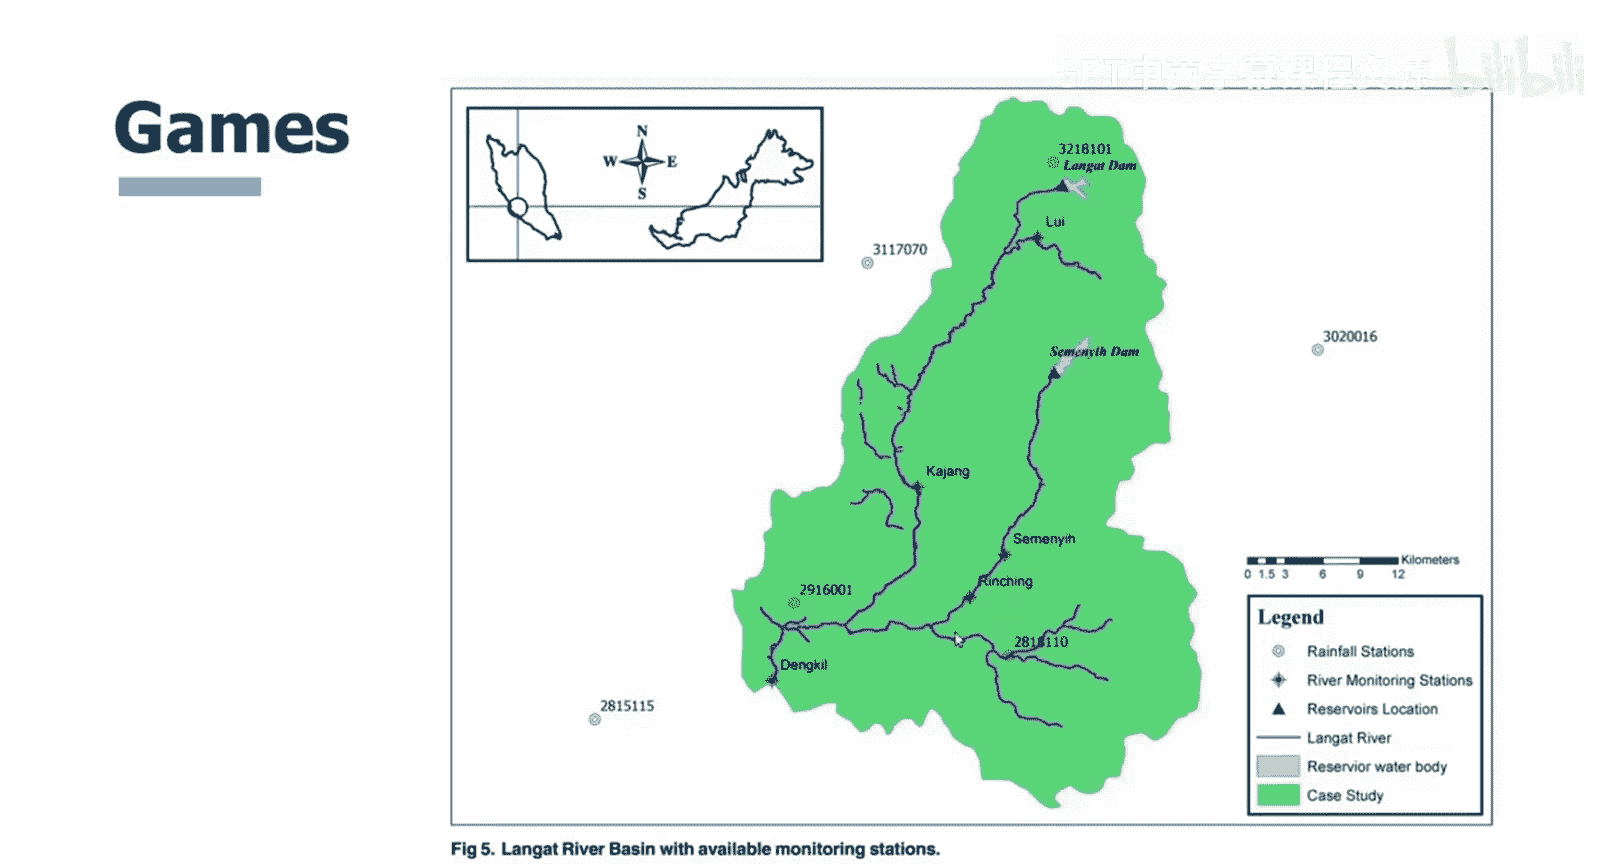 Games
N
W E
S
3218101
Langat Dam
Lui
3117070
3020016
Semenyih Dam
Kajang
Semenyih
Rinching
2916001
2818110
Dengkil
2815115
Kilometers
0 1.5 3 6 9 12
Legend
Rainfall Stations
River Monitoring Stations
Reservoirs Location
Langat River
Reservior water body
Case Study
Fig 5. Langat River Basin with available monitoring stations.
bilibili